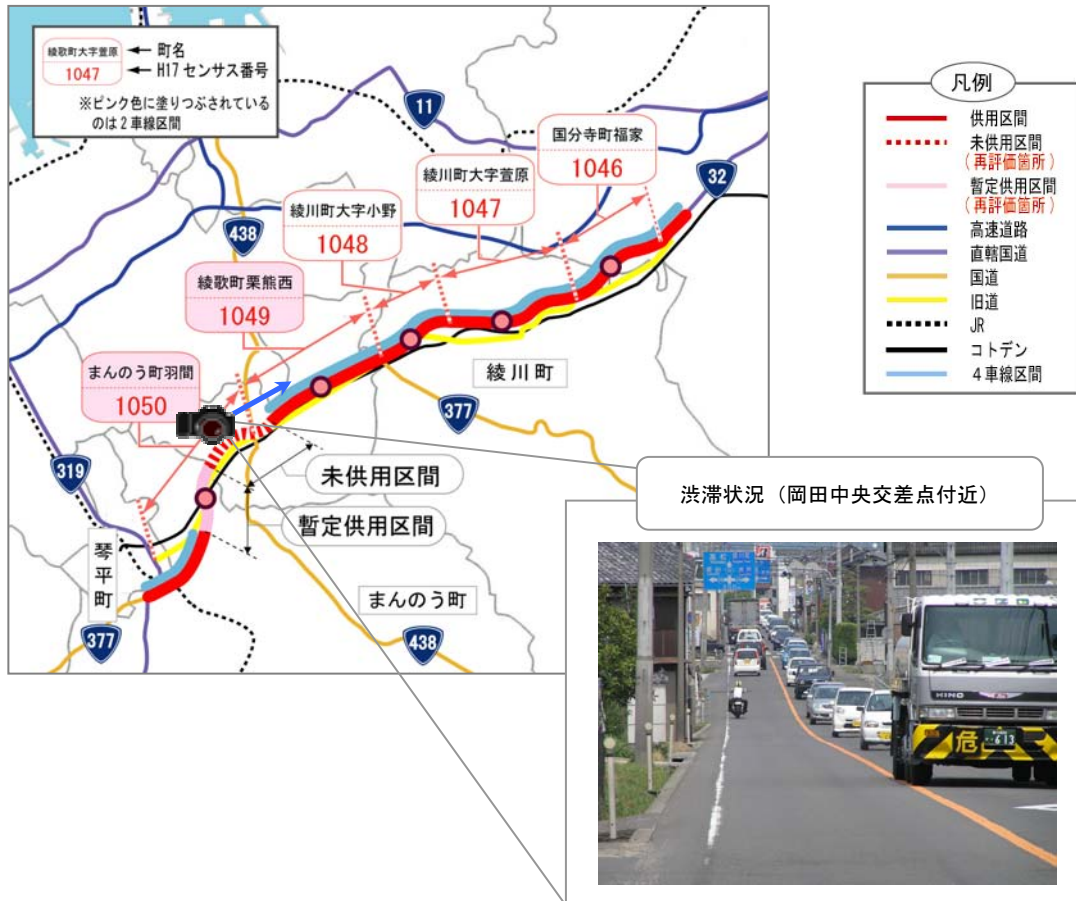 綾歌町大字萱原
町名
1047
H17 センサス番号
※ピンク色に塗りつぶされている
のは2車線区間
11
国分寺町福家
1046
綾川町大字萱原
1047
綾川町大字小野
1048
綾歌町栗熊西
1049
まんのう町羽間
1050
32
438
377
319
綾川町
未供用区間
暫定供用区間
琴平町
まんのう町
377
438
凡例
供用区間
未供用区間
(再評価箇所)
暫定供用区間
(再評価箇所)
高速道路
直轄国道
国道
旧道
JR
コトデン
4車線区間
渋滞状況(岡田中央交差点付近)
HINO
危
613